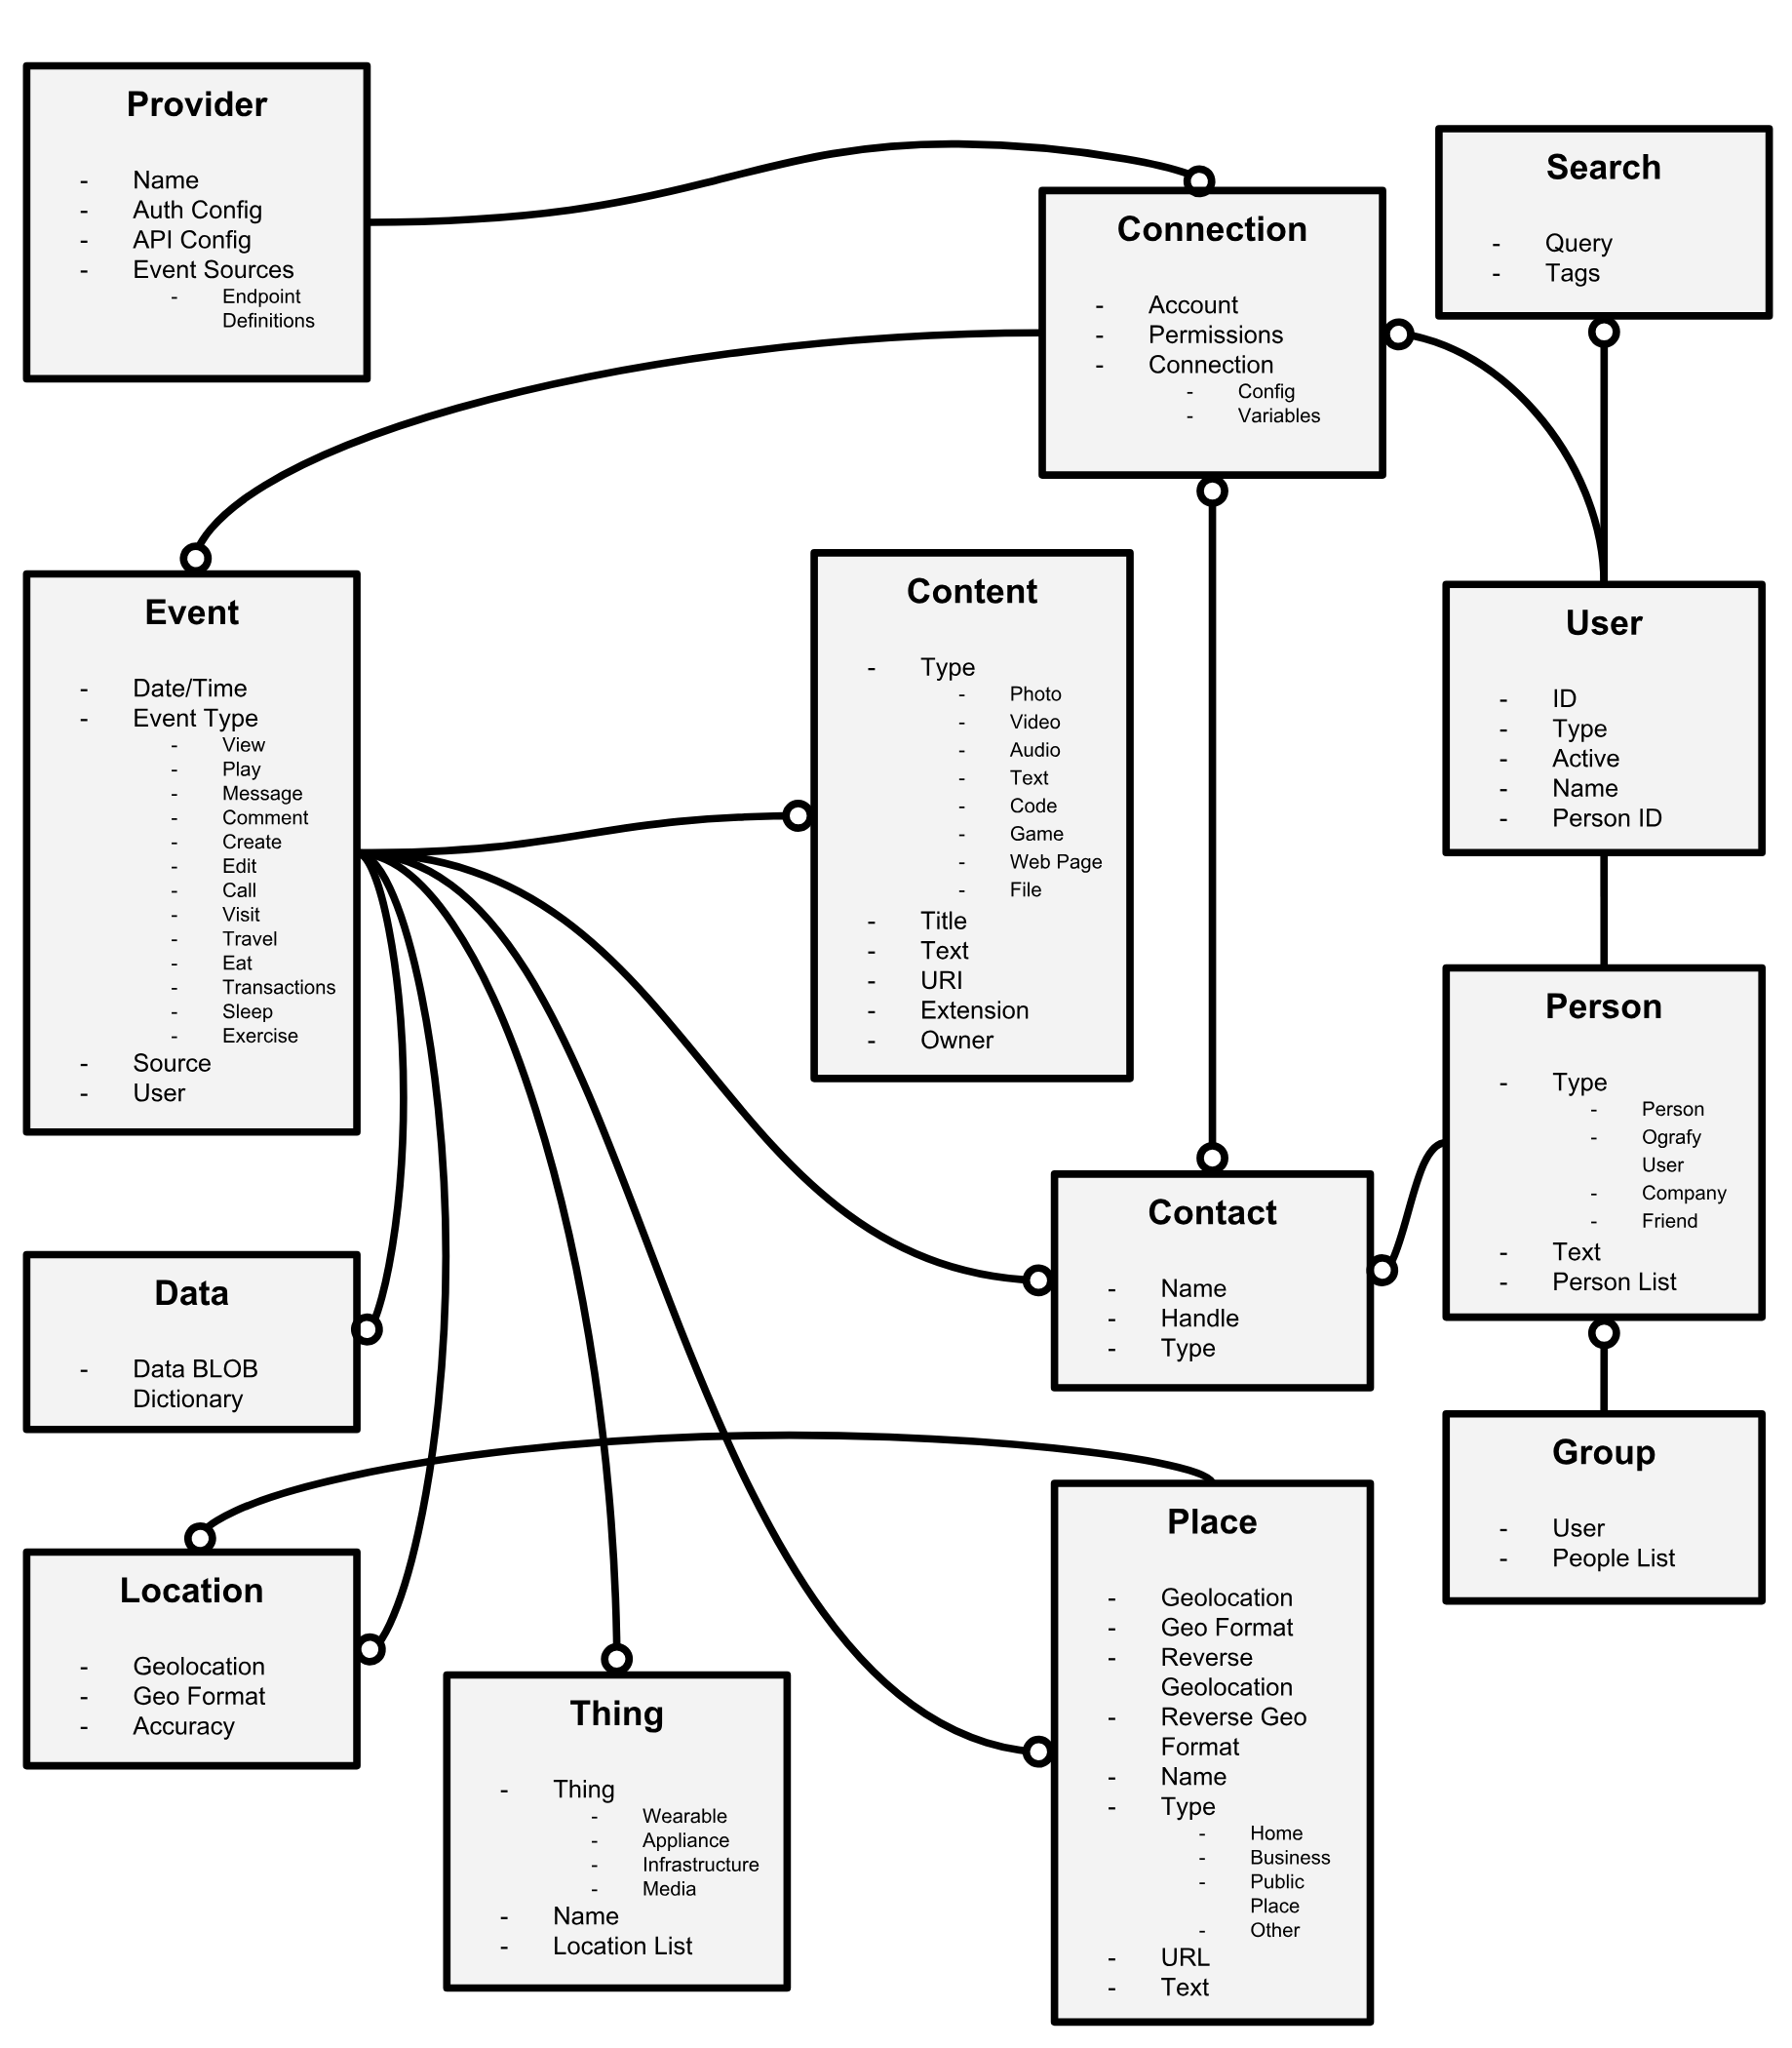 Provider
- Name
- Auth Config
- API Config
- Event Sources
- Endpoint
Definitions
Connection
- Account
- Permissions
- Connection
- Config
- Variables
Search
- Query
- Tags
Event
- Date/Time
- Event Type
- View
- Play
- Message
- Comment
- Create
- Edit
- Call
- Visit
- Travel
- Eat
- Transactions
- Sleep
- Exercise
- Source
- User
Content
- Type
- Photo
- Video
- Audio
- Text
- Code
- Game
- Web Page
- File
- Title
- Text
- URI
- Extension
- Owner
User
- ID
- Type
- Active
- Name
- Person ID
Person
- Type
- Person
- Ografy
User
- Company
- Friend
- Text
- Person List
Contact
- Name
- Handle
- Type
Data
- Data BLOB
Dictionary
Group
- User
- People List
Location
- Geolocation
- Geo Format
- Accuracy
Thing
- Thing
- Wearable
- Appliance
- Infrastructure
- Media
- Name
- Location List
Place
- Geolocation
- Geo Format
- Reverse
Geolocation
- Reverse Geo
Format
- Name
- Type
- Home
- Business
- Public
Place
- Other
- URL
- Text